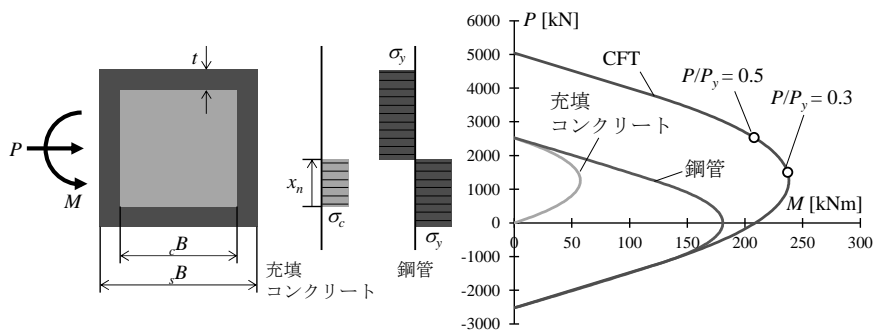 t
P
M
cB
sB
xn
σc
充填
コンクリート
σy
σy
鋼管
P [kN]
6000
5000
4000
3000
2000
1000
0
-1000
-2000
-3000
CFT
P/Py = 0.5
P/Py = 0.3
充填
コンクリート
鋼管
M [kNm]
0
50
100
150
200
250
300